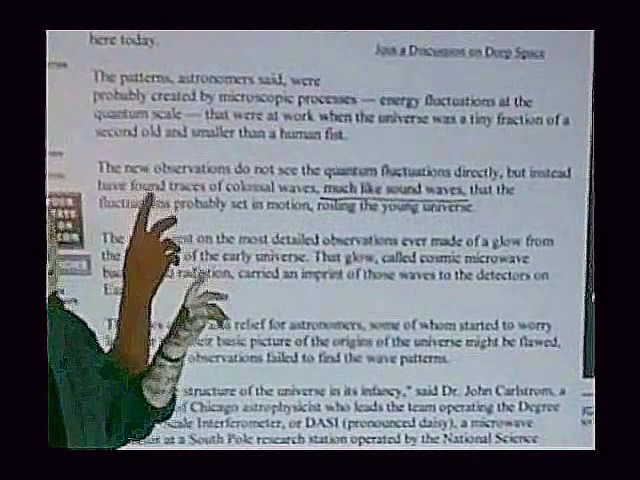 here today.
Join a Discussion on Deep Space
The patterns, astronomers said, were
probably created by microscopic processes — energy fluctuations at the
quantum scale — that were at work when the universe was a tiny fraction of a
second old and smaller than a human fist.
The new observations do not see the quantum fluctuations directly, but instead
have found traces of colossal waves, much like sound waves, that the
probably set in motion, roiling the young universe.
The on the most detailed observations ever made of a glow from
the of the early universe. That glow, called cosmic microwave
radiation, carried an imprint of those waves to the detectors on
relief for astronomers, some of whom started to worry
basic picture of the origins of the universe might be flawed,
observations failed to find the wave patterns.
structure of the universe in its infancy," said Dr. John Carlstrom, a
of Chicago astrophysicist who leads the team operating the Degree
Interferometer, or DASI (pronounced daisy), a microwave
at a South Pole research station operated by the National Science